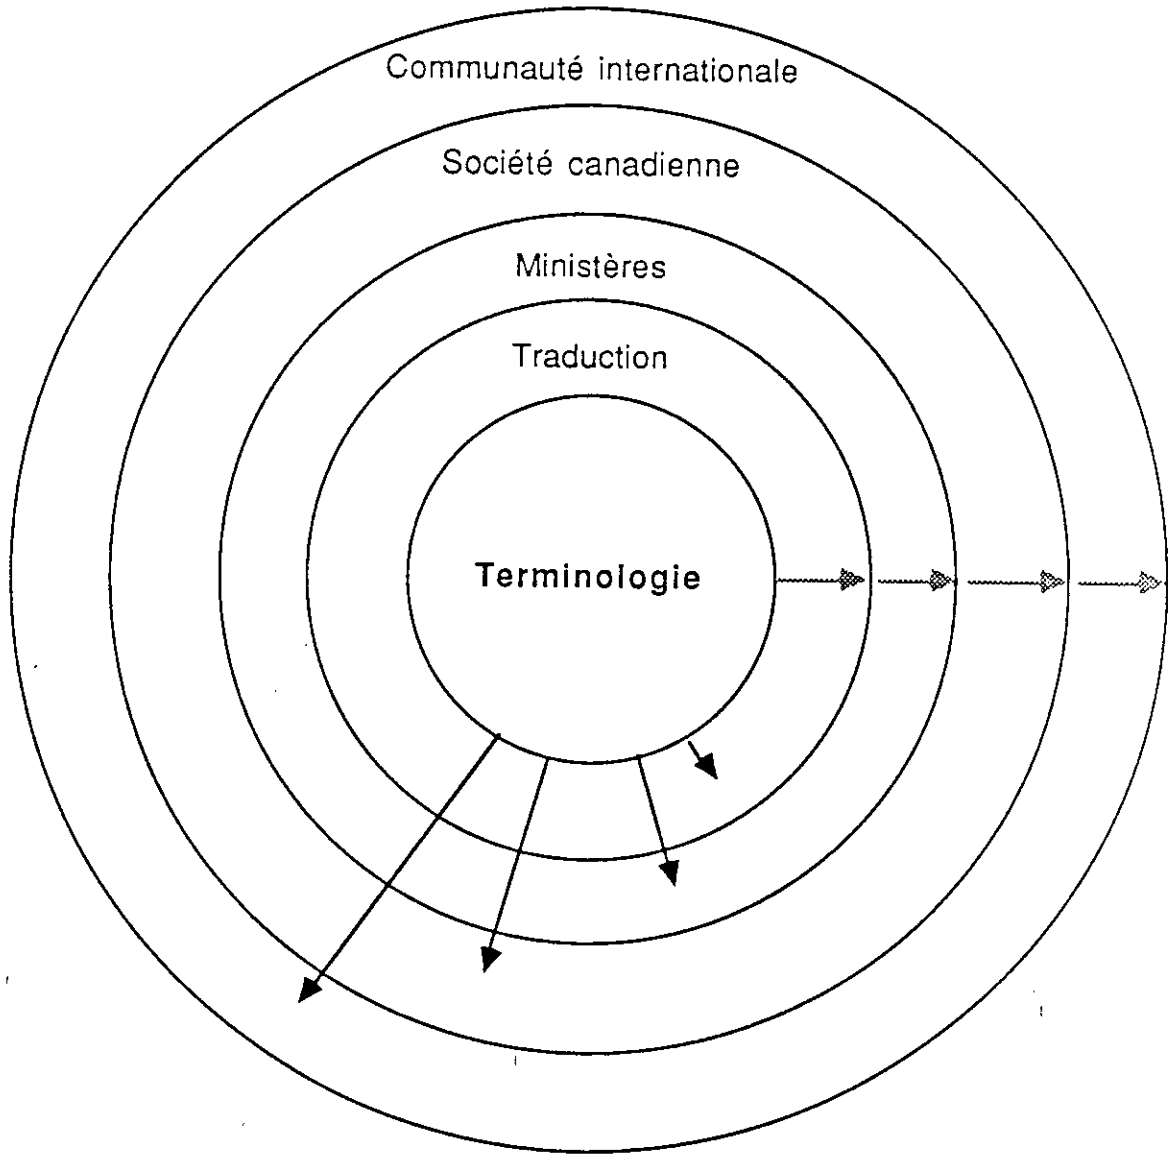 Communauté internationale
Société canadienne
Ministères
Traduction
Terminologie